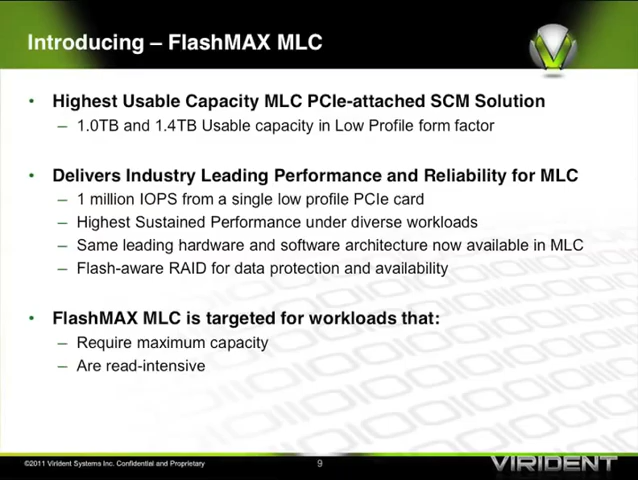 Introducing – FlashMAX MLC
• Highest Usable Capacity MLC PCIe-attached SCM Solution
– 1.0TB and 1.4TB Usable capacity in Low Profile form factor
• Delivers Industry Leading Performance and Reliability for MLC
– 1 million IOPS from a single low profile PCIe card
– Highest Sustained Performance under diverse workloads
– Same leading hardware and software architecture now available in MLC
– Flash-aware RAID for data protection and availability
• FlashMAX MLC is targeted for workloads that:
– Require maximum capacity
– Are read-intensive
©2011 Virident Systems Inc. Confidential and Proprietary
9
VIRIDENT